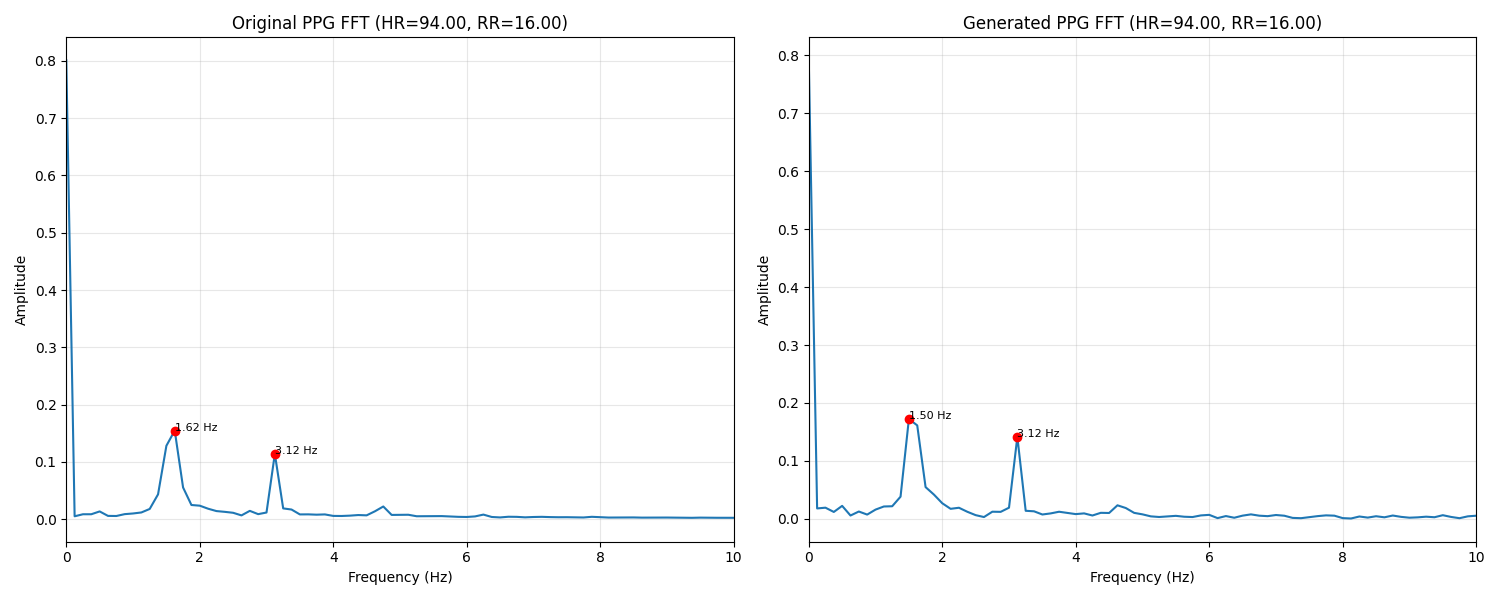 Original PPG FFT (HR=94.00, RR=16.00)
0.8
0.7
0.6
0.5
0.4
0.3
0.2
0.1
0.0
Amplitude
1.62 Hz
3.12 Hz
0 2 4 6 8 10
Frequency (Hz)
Generated PPG FFT (HR=94.00, RR=16.00)
0.8
0.7
0.6
0.5
0.4
0.3
0.2
0.1
0.0
Amplitude
1.50 Hz
3.12 Hz
0 2 4 6 8 10
Frequency (Hz)